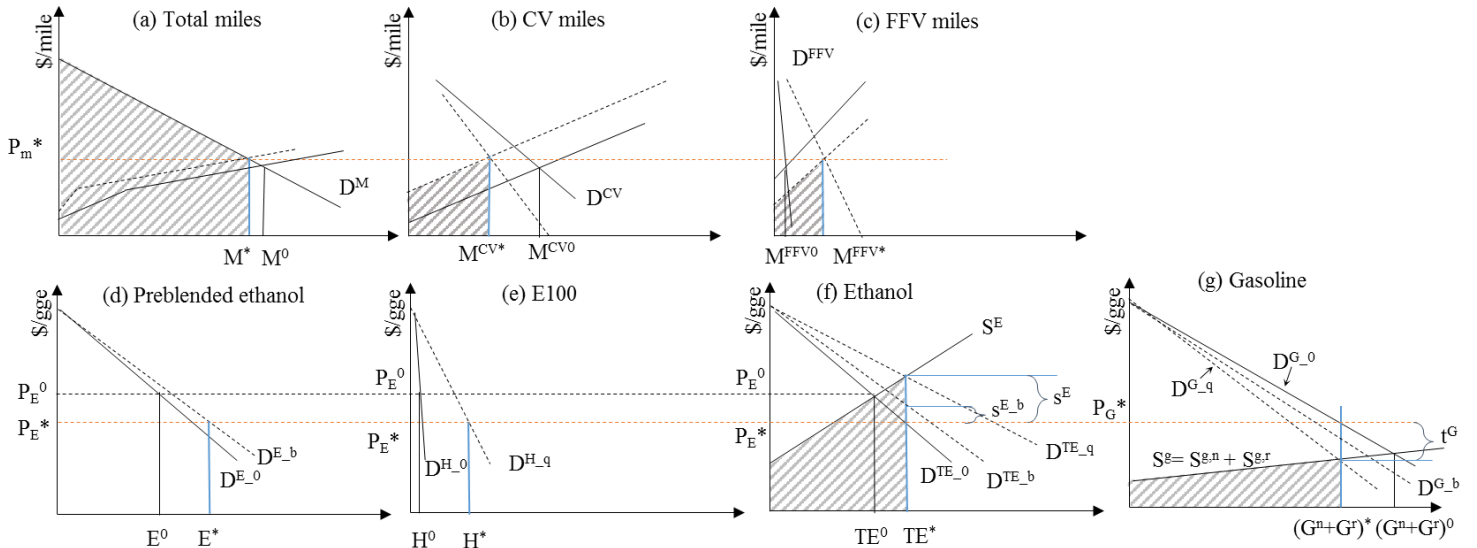 (a) Total miles
$/mile
P_m*
D^M
M*
M^0
(b) CV miles
$/mile
D^CV
M^CV*
M^CV0
(c) FFV miles
$/mile
D^FFV
M^FFV0
M^FFV*
(d) Preblended ethanol
$/gge
P_E^0
P_E*
D^E_b
D^E_0
E^0
E*
(e) E100
$/gge
P_E^0
P_E*
D^H_0
D^H_q
H^0
H*
(f) Ethanol
$/gge
S^E
P_E^0
P_E*
s^E_b
s^E
D^TE_q
D^TE_0
D^TE_b
TE^0
TE*
(g) Gasoline
$/gge
D^G_0
D^G_q
P_G*
t^G
S^g= S^g,n + S^g,r
D^G_b
(G^n+G^r)*
(G^n+G^r)^0